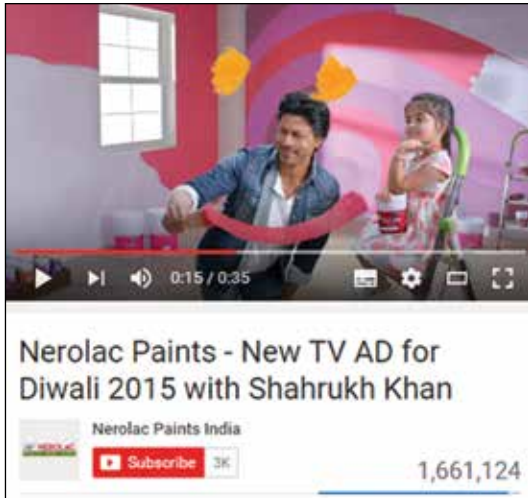 0:15 / 0:35
Nerolac Paints - New TV AD for
Diwali 2015 with Shahrukh Khan
Nerolac Paints India
NEROLAC
Subscribe 3K
1,661,124